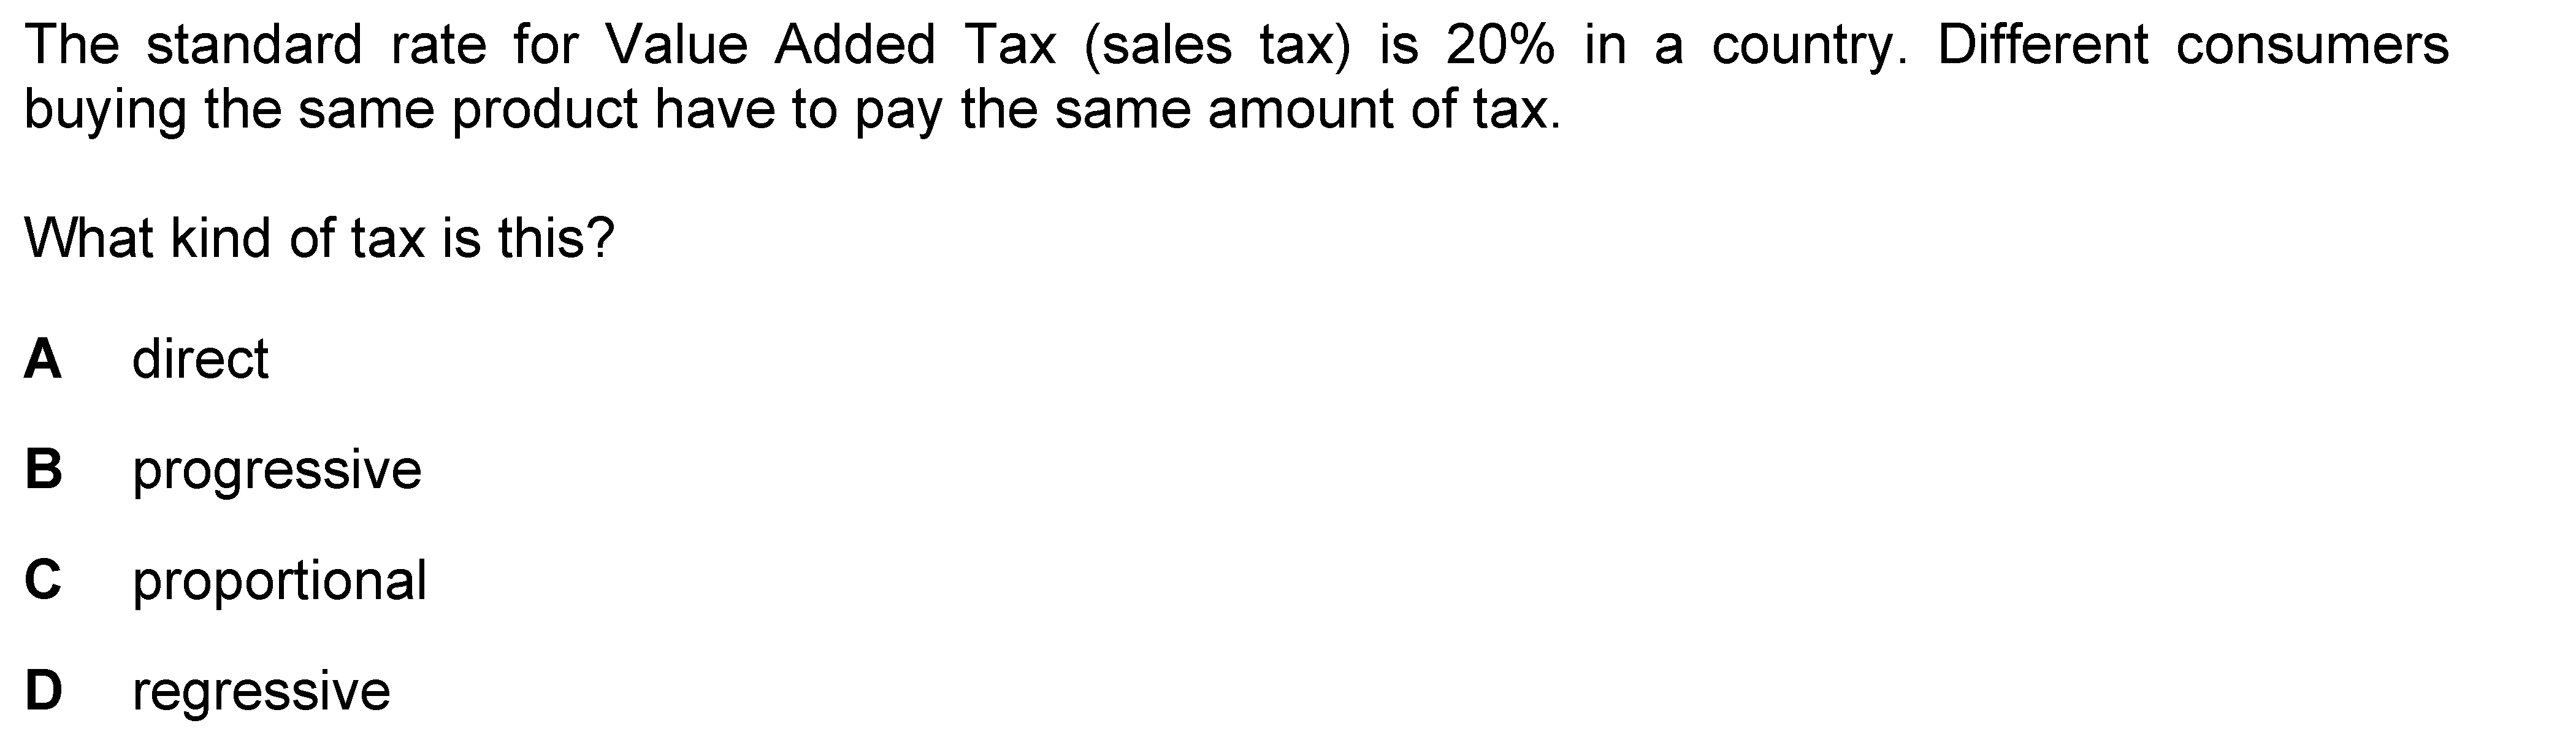 The standard rate for Value Added Tax (sales tax) is 20% in a country. Different consumers
buying the same product have to pay the same amount of tax.
What kind of tax is this?
A direct
B progressive
C proportional
D regressive